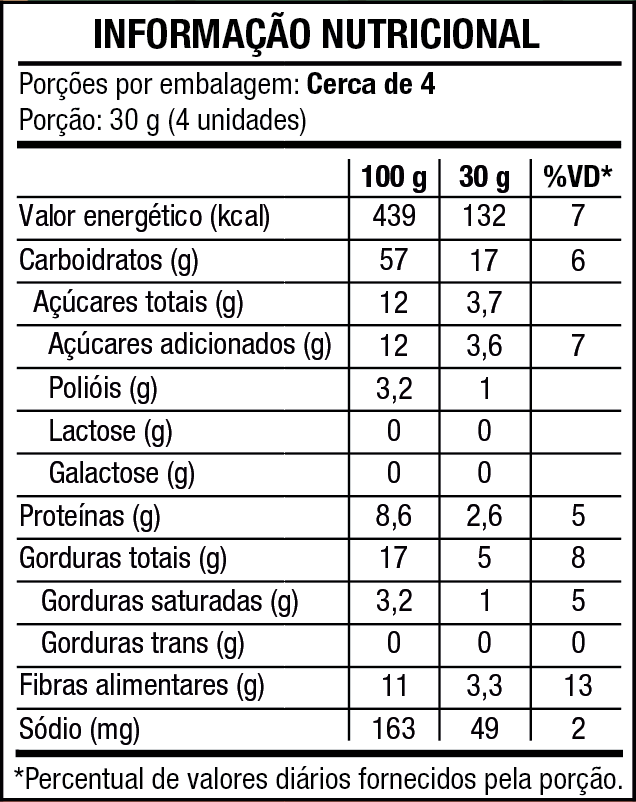 INFORMAÇÃO NUTRICIONAL
Porções por embalagem: Cerca de 4
Porção: 30 g (4 unidades)
100 g 30 g %VD*
Valor energético (kcal) 439 132 7
Carboidratos (g) 57 17 6
Açúcares totais (g) 12 3,7
Açúcares adicionados (g) 12 3,6 7
Polióis (g) 3,2 1
Lactose (g) 0 0
Galactose (g) 0 0
Proteínas (g) 8,6 2,6 5
Gorduras totais (g) 17 5 8
Gorduras saturadas (g) 3,2 1 5
Gorduras trans (g) 0 0 0
Fibras alimentares (g) 11 3,3 13
Sódio (mg) 163 49 2
*Percentual de valores diários fornecidos pela porção.